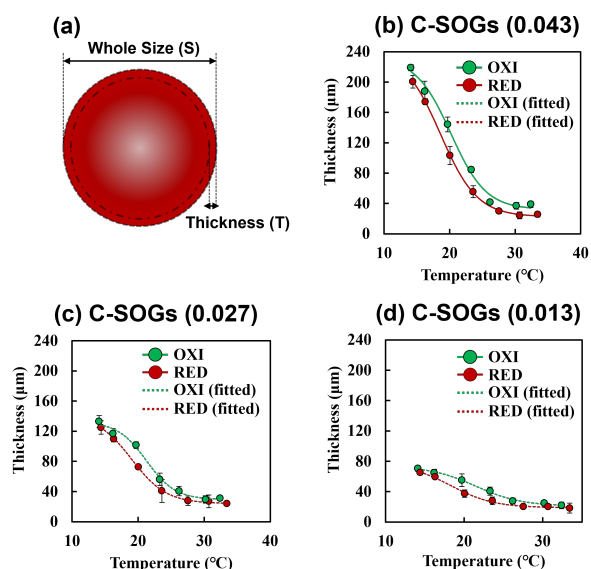 (a)
Whole Size (S)
Thickness (T)
(b) C-SOGs (0.043)
240
200
160
120
80
40
0
Thickness (μm)
OXI
RED
OXI (fitted)
RED (fitted)
10 20 30 40
Temperature (℃)
(c) C-SOGs (0.027)
240
200
160
120
80
40
0
Thickness (μm)
OXI
RED
OXI (fitted)
RED (fitted)
10 20 30 40
Temperature (℃)
(d) C-SOGs (0.013)
240
200
160
120
80
40
0
Thickness (μm)
OXI
RED
OXI (fitted)
RED (fitted)
10 20 30 40
Temperature (℃)